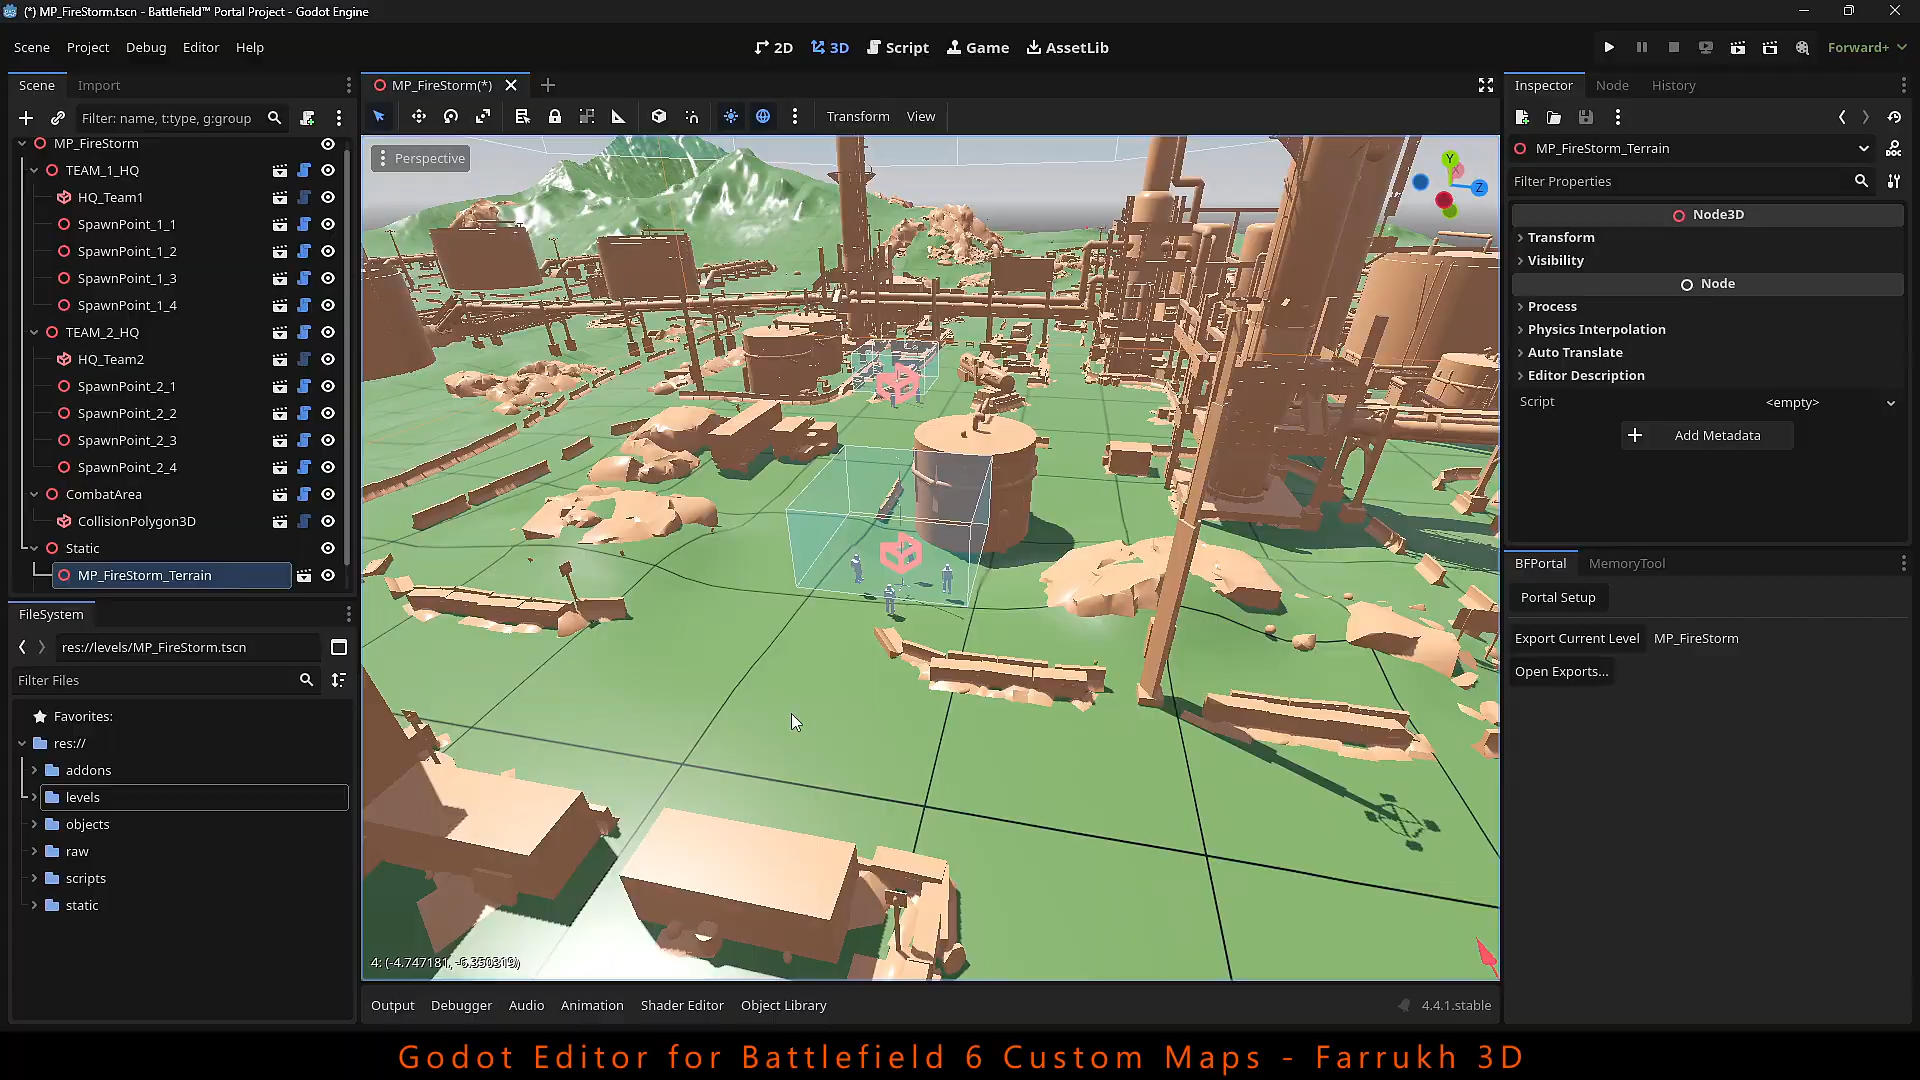 (*) MP_FireStorm.tscn - Battlefield™ Portal Project - Godot Engine
Scene Project Debug Editor Help
2D 3D Script Game AssetLib
Forward+
Scene Import
MP_FireStorm(*)
Filter: name, t:type, g:group
Transform View
MP_FireStorm
TEAM_1_HQ
HQ_Team1
SpawnPoint_1_1
SpawnPoint_1_2
SpawnPoint_1_3
SpawnPoint_1_4
TEAM_2_HQ
HQ_Team2
SpawnPoint_2_1
SpawnPoint_2_2
SpawnPoint_2_3
SpawnPoint_2_4
CombatArea
CollisionPolygon3D
Static
MP_FireStorm_Terrain
FileSystem
res://levels/MP_FireStorm.tscn
Filter Files
Favorites:
res://
addons
levels
objects
raw
scripts
static
Perspective
Y
Z
Output Debugger Audio Animation Shader Editor Object Library
4.4.1.stable
Inspector Node History
MP_FireStorm_Terrain
Filter Properties
Node3D
Transform
Visibility
Node
Process
Physics Interpolation
Auto Translate
Editor Description
Script <empty>
Add Metadata
BFPortal MemoryTool
Portal Setup
Export Current Level MP_FireStorm
Open Exports...
Godot Editor for Battlefield 6 Custom Maps - Farrukh 3D